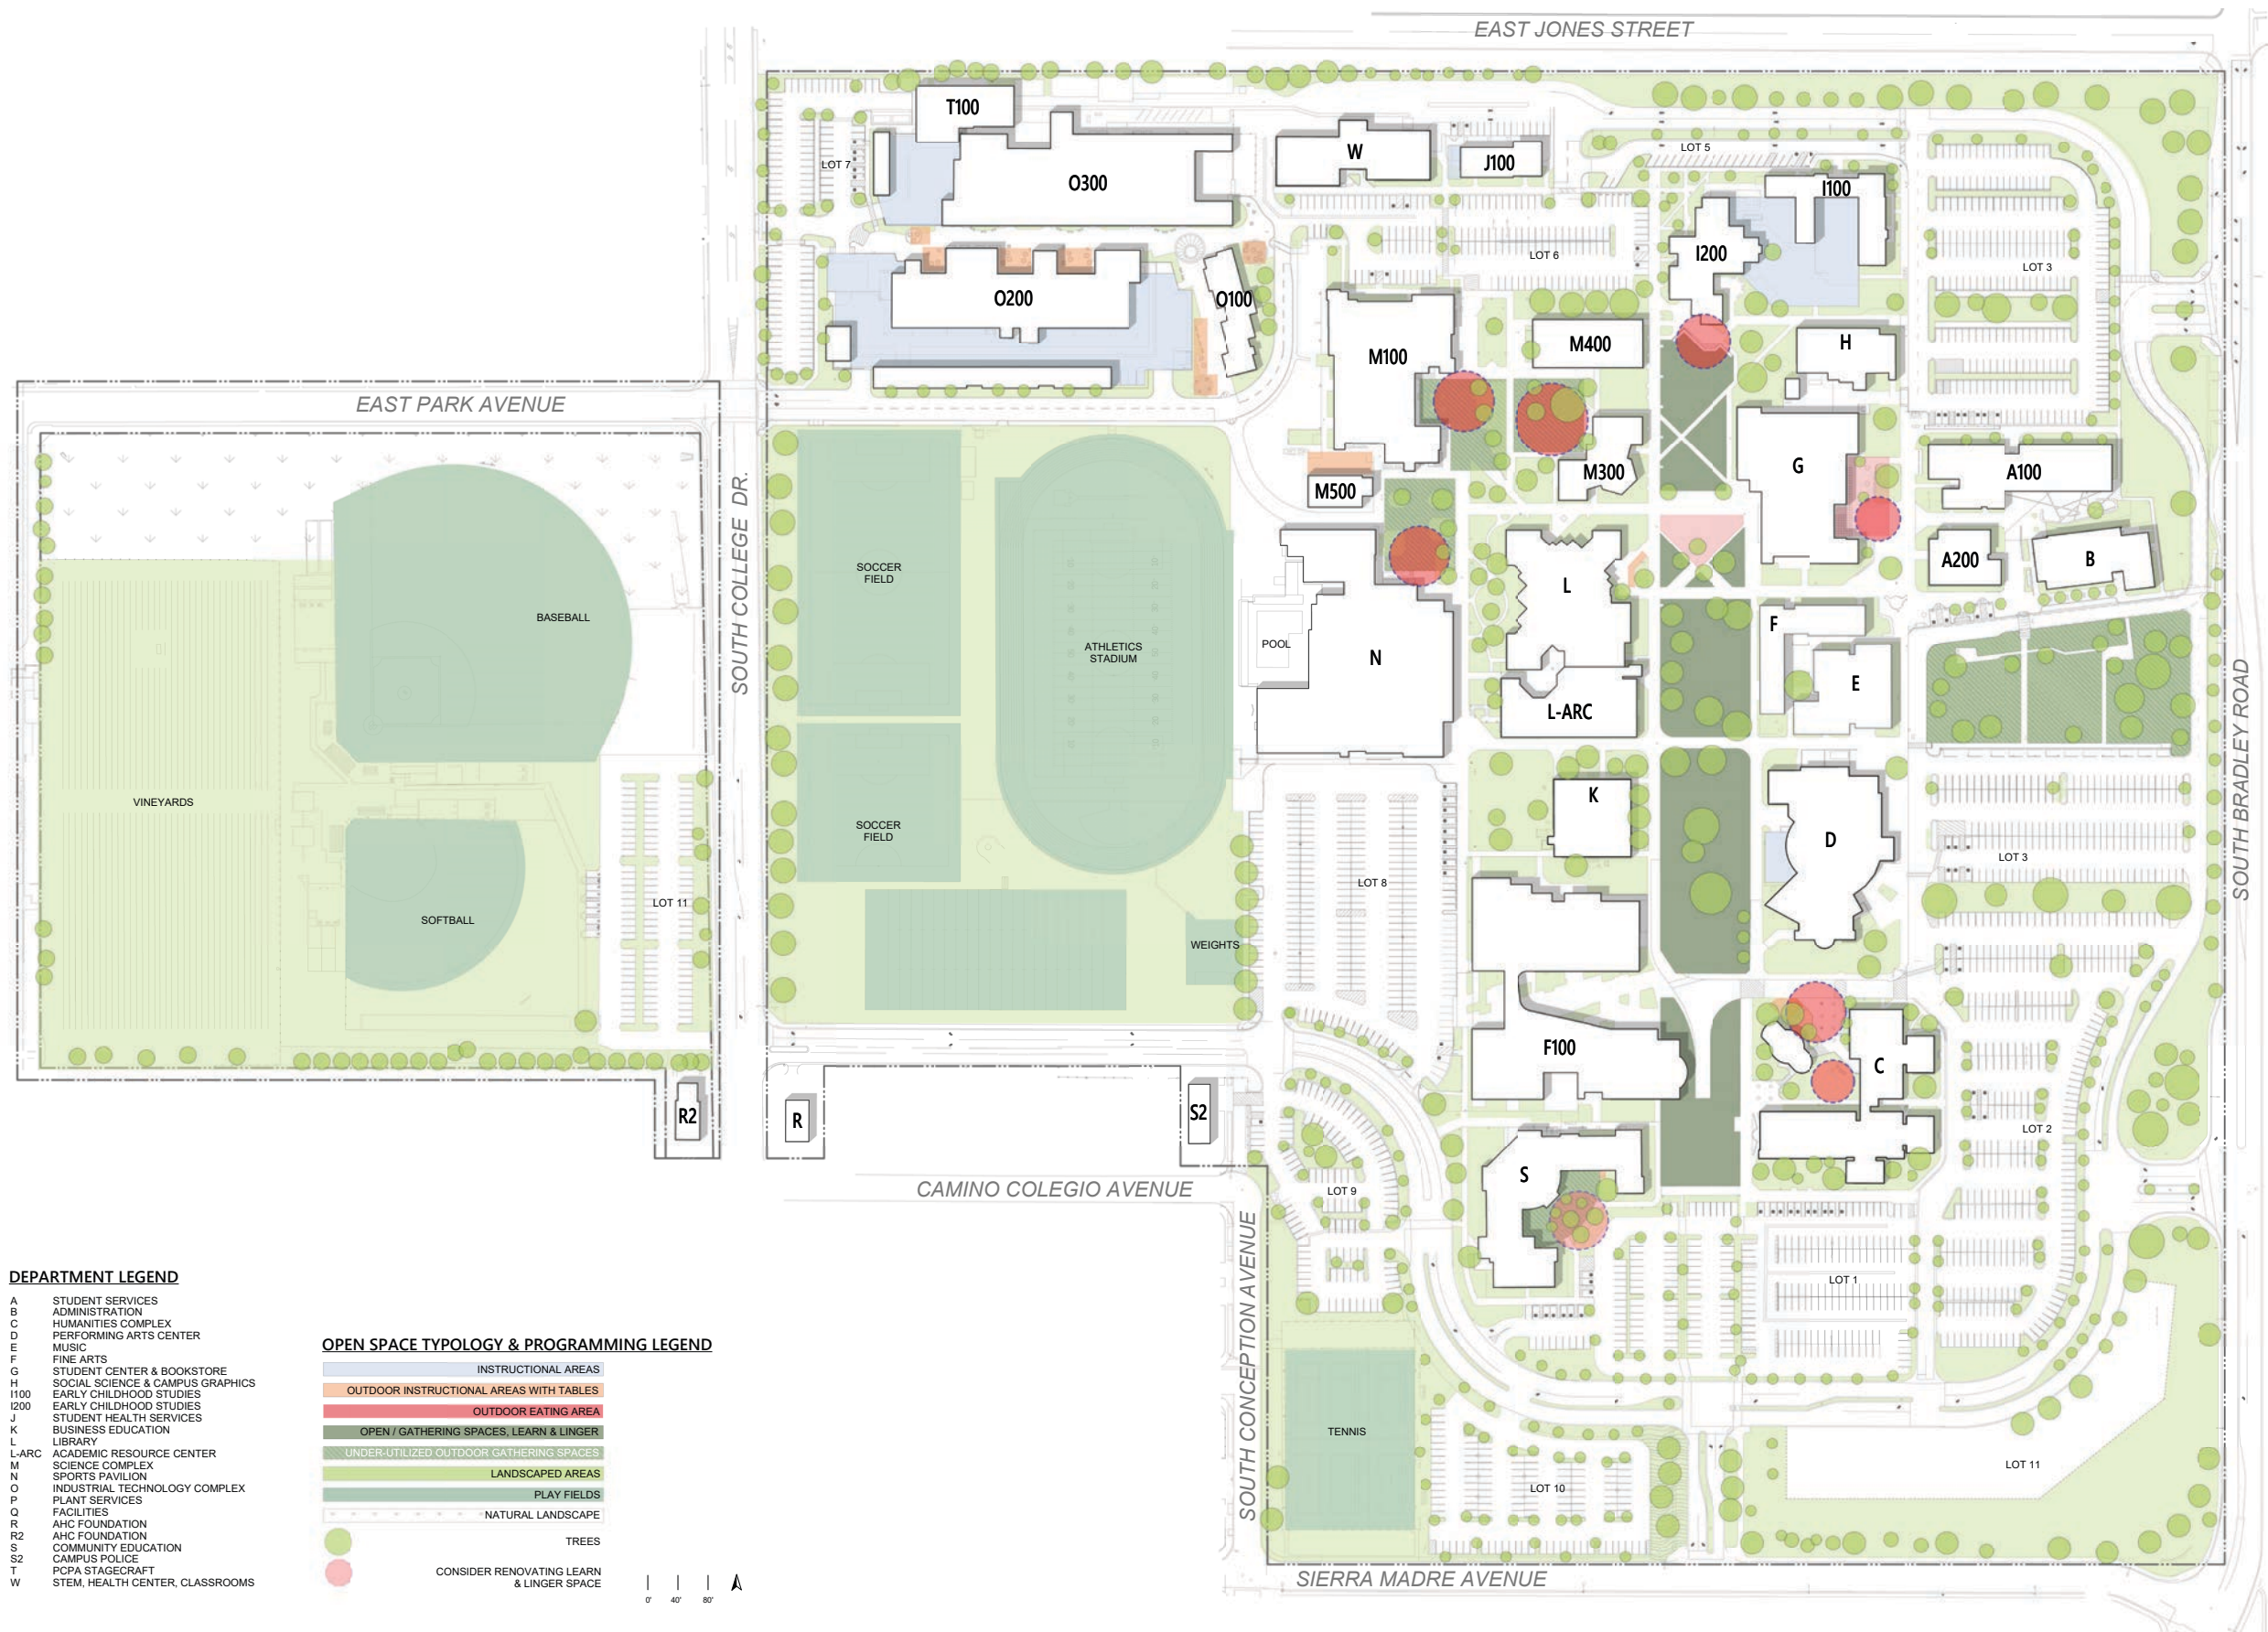 EAST JONES STREET
T100
LOT 7
O300
W
J100
LOT 5
I100
I200
LOT 6
LOT 3
O200
O100
M100
M400
H
EAST PARK AVENUE
SOUTH COLLEGE DR.
M500
M300
G
A100
A200
B
SOCCER
FIELD
BASEBALL
ATHLETICS
STADIUM
POOL
N
L
L-ARC
F
E
SOUTH BRADLEY ROAD
VINEYARDS
SOCCER
FIELD
K
D
LOT 3
LOT 8
LOT 11
SOFTBALL
WEIGHTS
F100
C
R2
R
S2
LOT 2
CAMINO COLEGIO AVENUE
LOT 9
S
SOUTH CONCEPTION AVENUE
LOT 1
TENNIS
LOT 10
LOT 11
SIERRA MADRE AVENUE
DEPARTMENT LEGEND
A STUDENT SERVICES
B ADMINISTRATION
C HUMANITIES COMPLEX
D PERFORMING ARTS CENTER
E MUSIC
F FINE ARTS
G STUDENT CENTER & BOOKSTORE
H SOCIAL SCIENCE & CAMPUS GRAPHICS
I100 EARLY CHILDHOOD STUDIES
I200 EARLY CHILDHOOD STUDIES
J STUDENT HEALTH SERVICES
K BUSINESS EDUCATION
L LIBRARY
L-ARC ACADEMIC RESOURCE CENTER
M SCIENCE COMPLEX
N SPORTS PAVILION
O INDUSTRIAL TECHNOLOGY COMPLEX
P PLANT SERVICES
Q FACILITIES
R AHC FOUNDATION
R2 AHC FOUNDATION
S COMMUNITY EDUCATION
S2 CAMPUS POLICE
T PCPA STAGECRAFT
W STEM, HEALTH CENTER, CLASSROOMS
OPEN SPACE TYPOLOGY & PROGRAMMING LEGEND
INSTRUCTIONAL AREAS
OUTDOOR INSTRUCTIONAL AREAS WITH TABLES
OUTDOOR EATING AREA
OPEN / GATHERING SPACES, LEARN & LINGER
UNDER-UTILIZED OUTDOOR GATHERING SPACES
LANDSCAPED AREAS
PLAY FIELDS
NATURAL LANDSCAPE
TREES
CONSIDER RENOVATING LEARN
& LINGER SPACE
0' 40' 80'